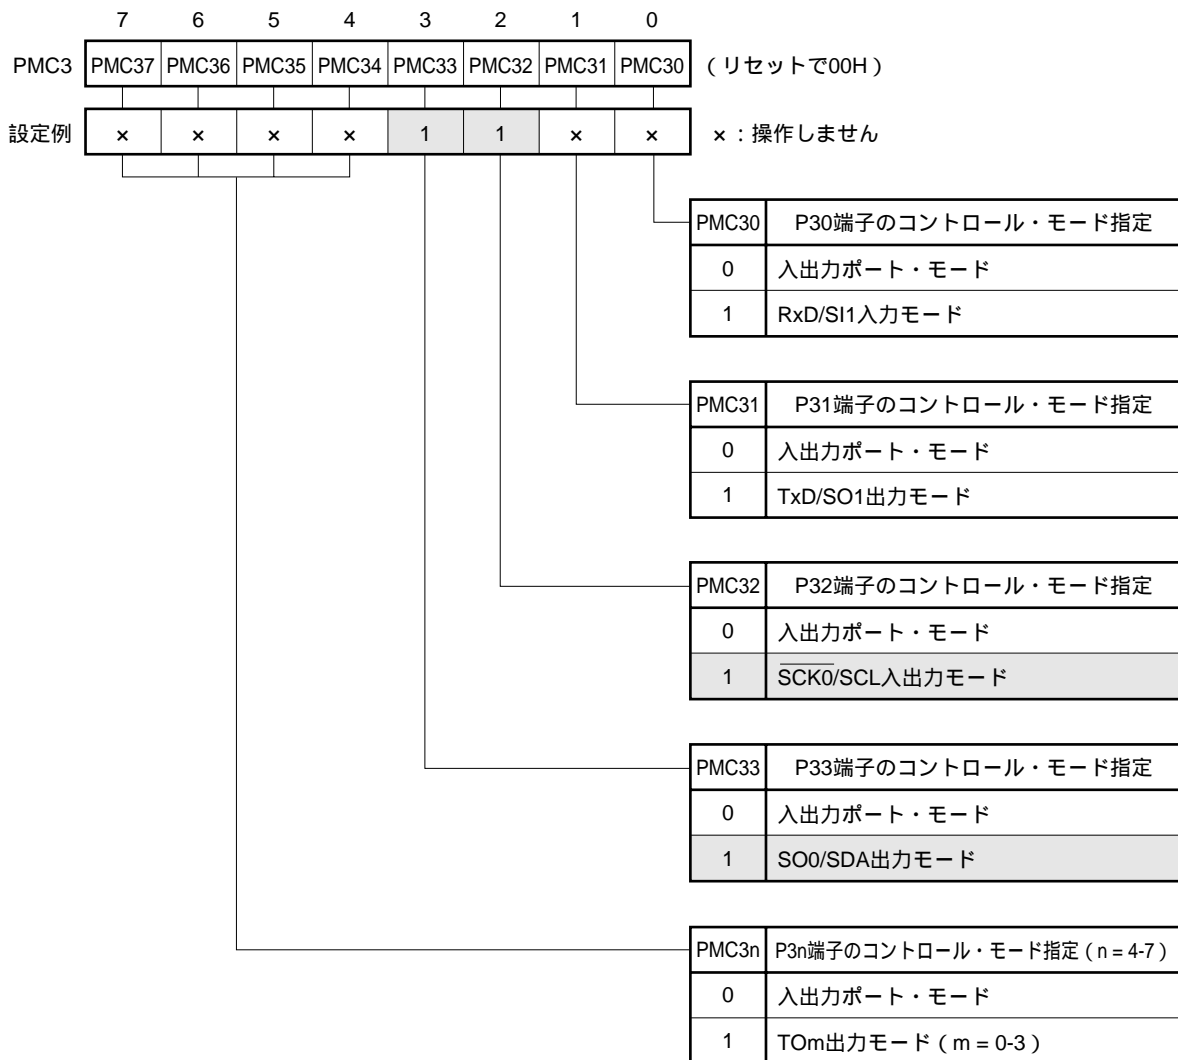 7 6 5 4 3 2 1 0
PMC3 PMC37 PMC36 PMC35 PMC34 PMC33 PMC32 PMC31 PMC30 (リセットで00H)
設定例 × × × × 1 1 × × ×:操作しません
PMC30 P30端子のコントロール・モード指定
0 入出力ポート・モード
1 RxD/SI1入力モード
PMC31 P31端子のコントロール・モード指定
0 入出力ポート・モード
1 TxD/SO1出力モード
PMC32 P32端子のコントロール・モード指定
0 入出力ポート・モード
1 S̅C̅K̅0̅/SCL入出力モード
PMC33 P33端子のコントロール・モード指定
0 入出力ポート・モード
1 SO0/SDA出力モード
PMC3n P3n端子のコントロール・モード指定(n = 4-7)
0 入出力ポート・モード
1 TOm出力モード(m = 0-3)